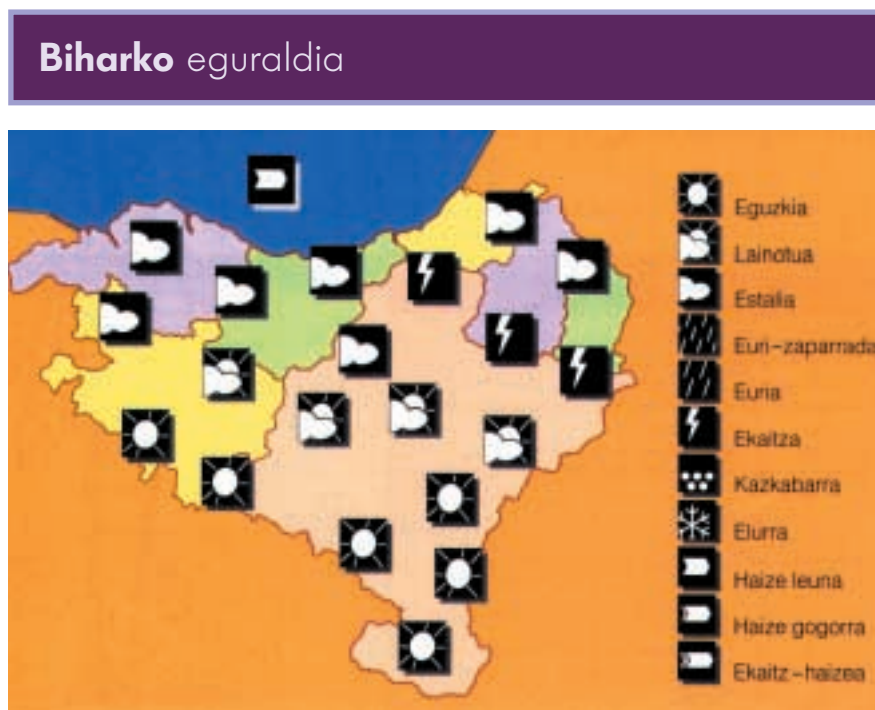 Biharko eguraldia
Eguzkia
Lainotua
Estalia
Euri-zaparrada
Euria
Ekaitza
Kazkabarra
Elurra
Haize leuna
Haize gogorra
Ekaitz-haizea